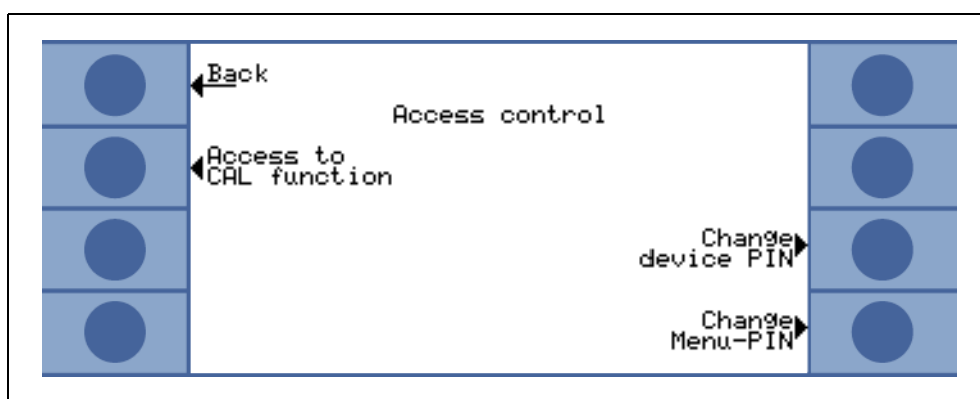 Back
Access control
Access to
CAL function
Change
device PIN
Change
Menu-PIN